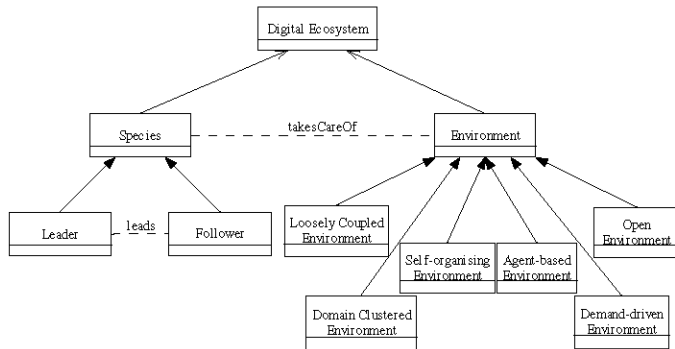 Digital Ecosystem
Species
takesCareOf
Environment
Leader
leads
Follower
Loosely Coupled
Environment
Open
Environment
Self-organising
Environment
Agent-based
Environment
Domain Clustered
Environment
Demand-driven
Environment